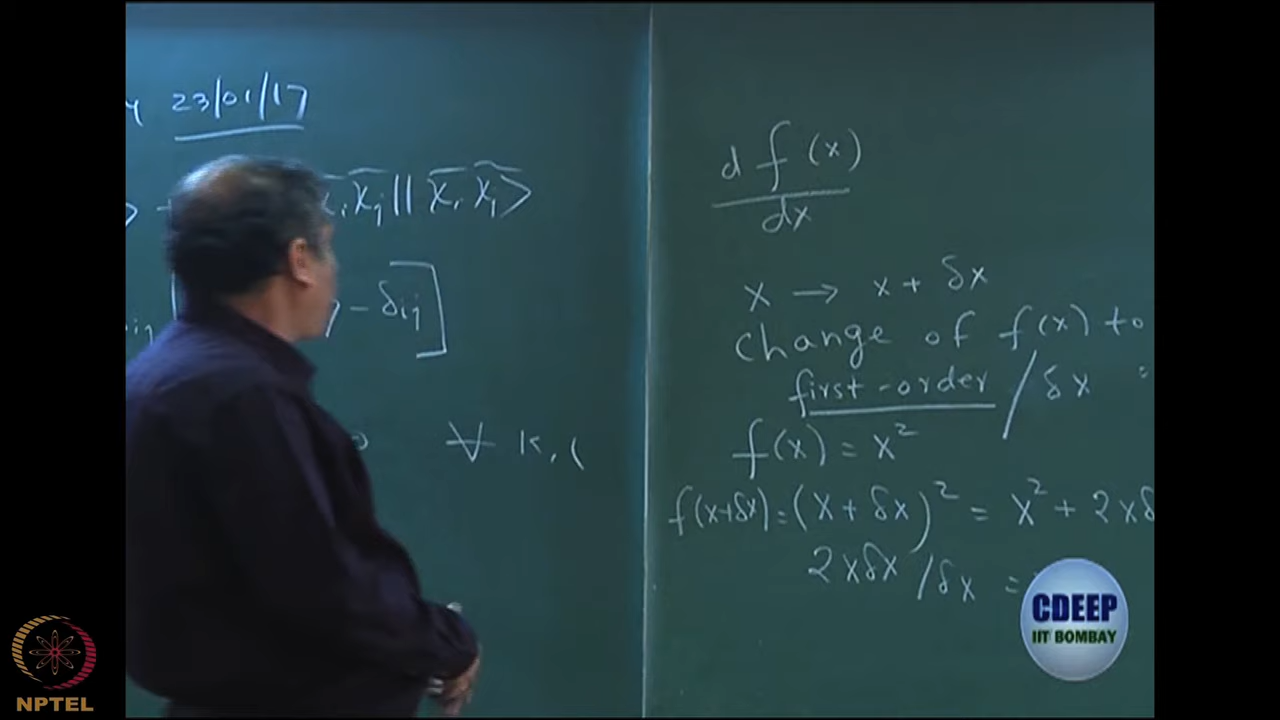 23/01/17
χ̃ᵢ χ̃ⱼ || χ̃ᵢ χ̃ⱼ >
− δᵢⱼ ]
∀ k, l
d f(x)
dx
x → x + δx
Change of f(x) to
first-order / δx =
f(x) = x²
f(x+δx) = (x + δx)² = x² + 2xδ
2xδx / δx =
CDEEP
IIT BOMBAY
NPTEL